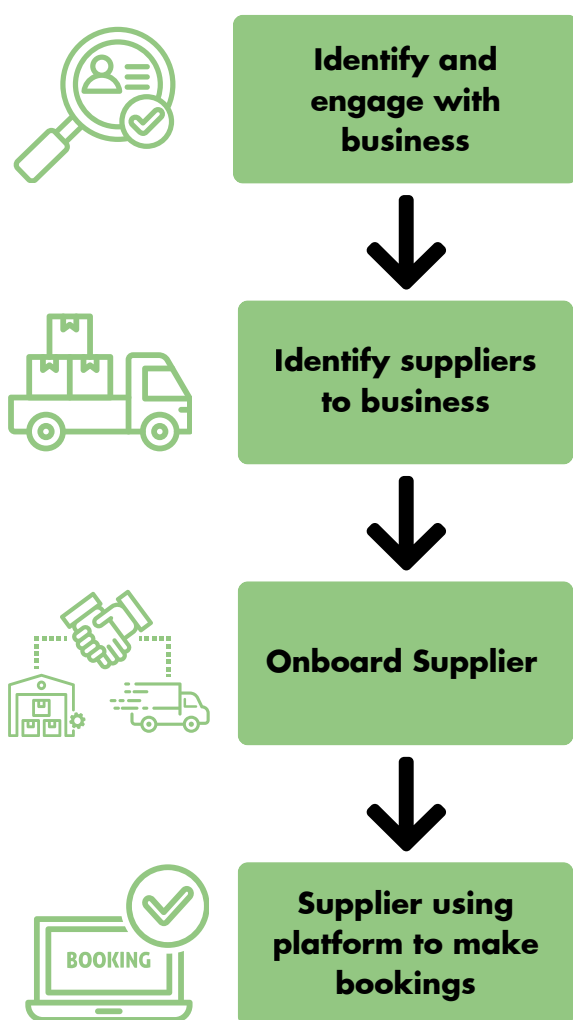 Identify and
engage with
business
Identify suppliers
to business
Onboard Supplier
BOOKING
Supplier using
platform to make
bookings